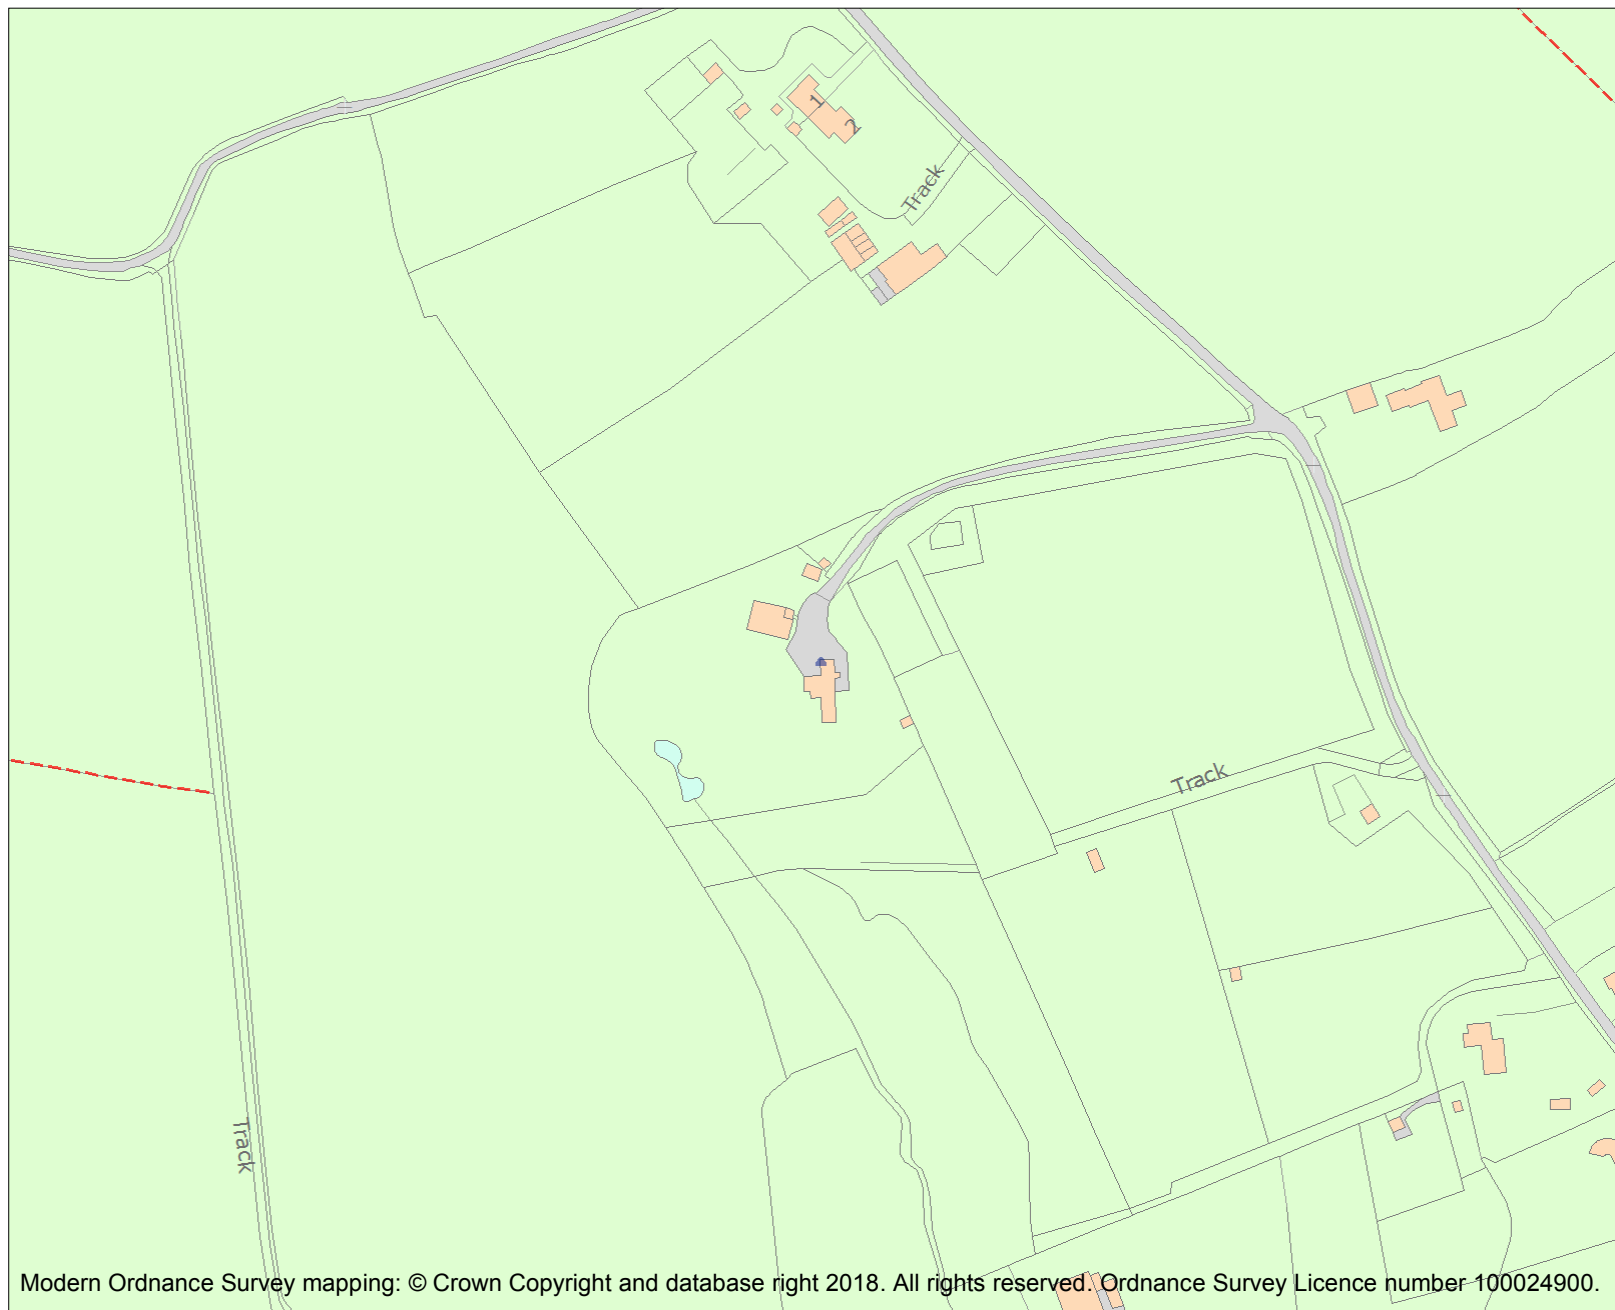 1
2
Track
Track
Track
Modern Ordnance Survey mapping: © Crown Copyright and database right 2018. All rights reserved. Ordnance Survey Licence number 100024900.